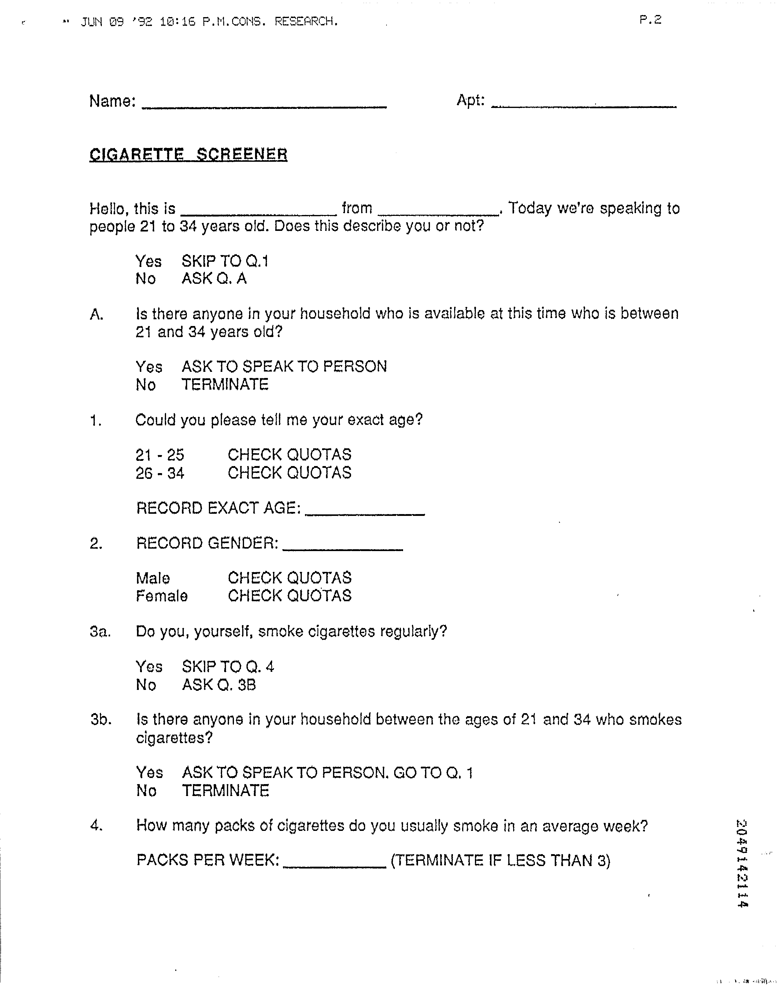 JUN 09 '92 10:16 P.M.CONS. RESEARCH. P.2
Name: ____ Apt: ____
CIGARETTE SCREENER
Hello, this is ____ from ____. Today we're speaking to
people 21 to 34 years old. Does this describe you or not?
Yes SKIP TO Q.1
No ASK Q. A
A. Is there anyone in your household who is available at this time who is between
21 and 34 years old?
Yes ASK TO SPEAK TO PERSON
No TERMINATE
1. Could you please tell me your exact age?
21 - 25 CHECK QUOTAS
26 - 34 CHECK QUOTAS
RECORD EXACT AGE: ____
2. RECORD GENDER: ____
Male CHECK QUOTAS
Female CHECK QUOTAS
3a. Do you, yourself, smoke cigarettes regularly?
Yes SKIP TO Q. 4
No ASK Q. 3B
3b. Is there anyone in your household between the ages of 21 and 34 who smokes
cigarettes?
Yes ASK TO SPEAK TO PERSON. GO TO Q. 1
No TERMINATE
4. How many packs of cigarettes do you usually smoke in an average week?
PACKS PER WEEK: ____ (TERMINATE IF LESS THAN 3)
2049142114